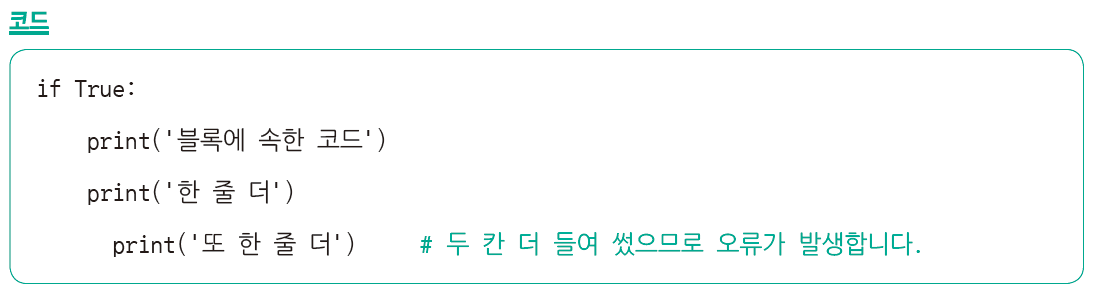 코드
if True:
    print('블록에 속한 코드')
    print('한 줄 더')
      print('또 한 줄 더')     # 두 칸 더 들여 썼으므로 오류가 발생합니다.